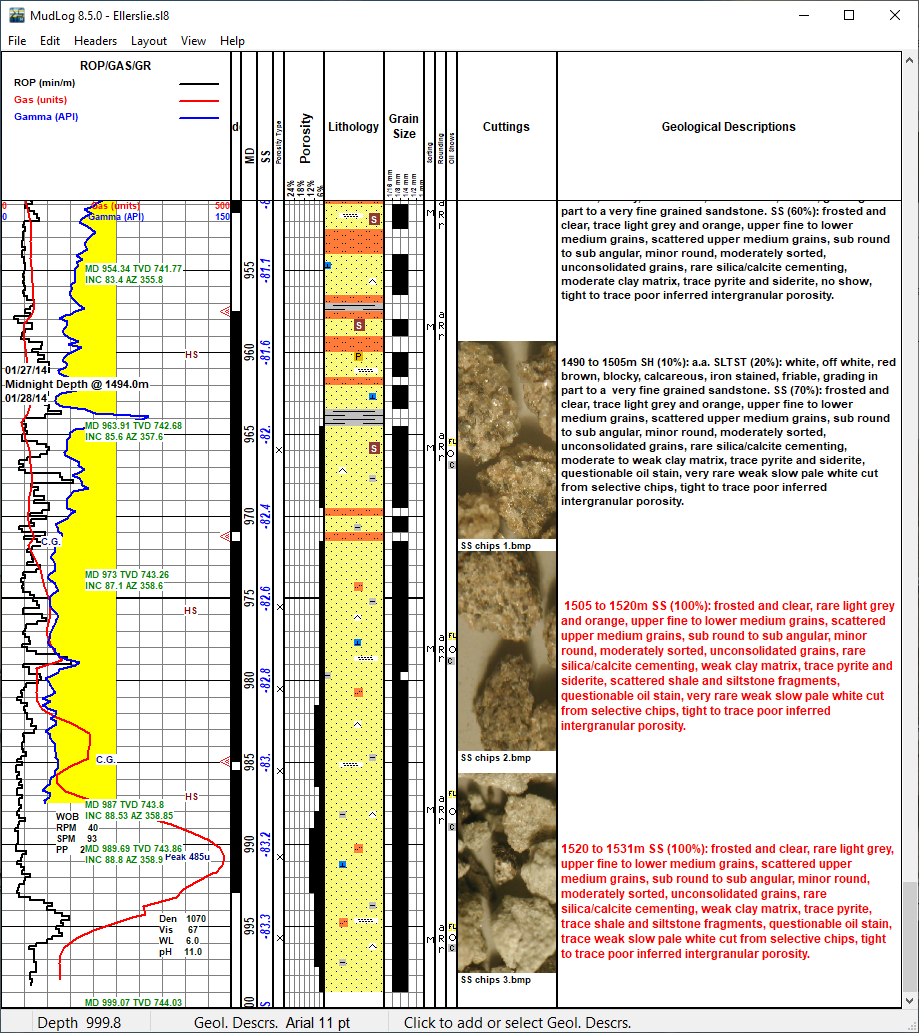 MudLog 8.5.0 - Ellerslie.sl8
File Edit Headers Layout View Help
ROP/GAS/GR
ROP (min/m)
Gas (units)
Gamma (API)
MD
SS
Porosity Type
Porosity
24%
18%
12%
6%
Lithology
Grain Size
1/16 mm
1/8 mm
1/4 mm
1/2 mm
1 mm
Sorting
Rounding
Oil Shows
Cuttings
Geological Descriptions
0 Gas (units) 500
0 Gamma (API) 150
MD 954.34 TVD 741.77
INC 83.4 AZ 355.8
HS
01/27/14
Midnight Depth @ 1494.0m
01/28/14
MD 963.91 TVD 742.68
INC 85.6 AZ 357.6
C.G.
MD 973 TVD 743.26
INC 87.1 AZ 358.6
HS
C.G.
HS
MD 987 TVD 743.8
INC 88.53 AZ 358.85
WOB
RPM 40
SPM 93
PP
MD 989.69 TVD 743.86
INC 88.8 AZ 358.9
Peak 485u
Den 1070
Vis 67
WL 6.0
pH 11.0
MD 999.07 TVD 744.03
955
960
965
970
975
980
985
990
995
-81.1
-81.6
-82.
-82.4
-82.6
-82.8
-83.
-83.2
-83.3
part to a very fine grained sandstone. SS (60%): frosted and
clear, trace light grey and orange, upper fine to lower
medium grains, scattered upper medium grains, sub round
to sub angular, minor round, moderately sorted,
unconsolidated grains, rare silica/calcite cementing,
moderate clay matrix, trace pyrite and siderite, no show,
tight to trace poor inferred intergranular porosity.
1490 to 1505m SH (10%): a.a. SLTST (20%): white, off white, red
brown, blocky, calcareous, iron stained, friable, grading in
part to a very fine grained sandstone. SS (70%): frosted and
clear, trace light grey and orange, upper fine to lower
medium grains, scattered upper medium grains, sub round
to sub angular, minor round, moderately sorted,
unconsolidated grains, rare silica/calcite cementing,
moderate to weak clay matrix, trace pyrite and siderite,
questionable oil stain, very rare weak slow pale white cut
from selective chips, tight to trace poor inferred
intergranular porosity.
SS chips 1.bmp
1505 to 1520m SS (100%): frosted and clear, rare light grey
and orange, upper fine to lower medium grains, scattered
upper medium grains, sub round to sub angular, minor
round, moderately sorted, unconsolidated grains, rare
silica/calcite cementing, weak clay matrix, trace pyrite and
siderite, scattered shale and siltstone fragments,
questionable oil stain, very rare weak slow pale white cut
from selective chips, tight to trace poor inferred
intergranular porosity.
SS chips 2.bmp
1520 to 1531m SS (100%): frosted and clear, rare light grey,
upper fine to lower medium grains, scattered upper
medium grains, sub round to sub angular, minor round,
moderately sorted, unconsolidated grains, rare
silica/calcite cementing, weak clay matrix, trace pyrite,
trace shale and siltstone fragments, questionable oil stain,
trace weak slow pale white cut from selective chips, tight
to trace poor inferred intergranular porosity.
SS chips 3.bmp
Depth 999.8 Geol. Descrs. Arial 11 pt Click to add or select Geol. Descrs.